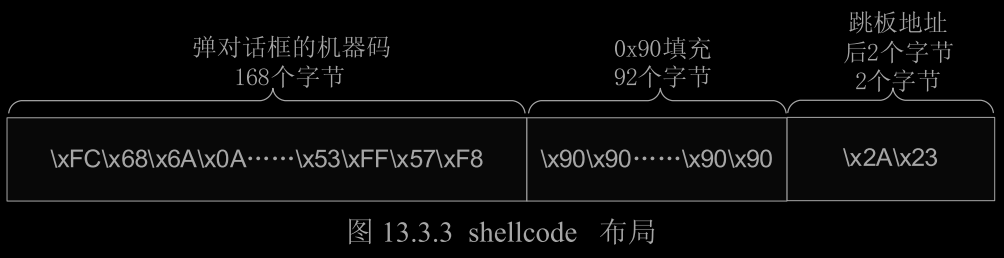 弹对话框的机器码
168个字节
0x90填充
92个字节
跳板地址
后2个字节
2个字节
\xFC\x68\x6A\x0A……\x53\xFF\x57\xF8
\x90\x90……\x90\x90
\x2A\x23
图 13.3.3 shellcode 布局